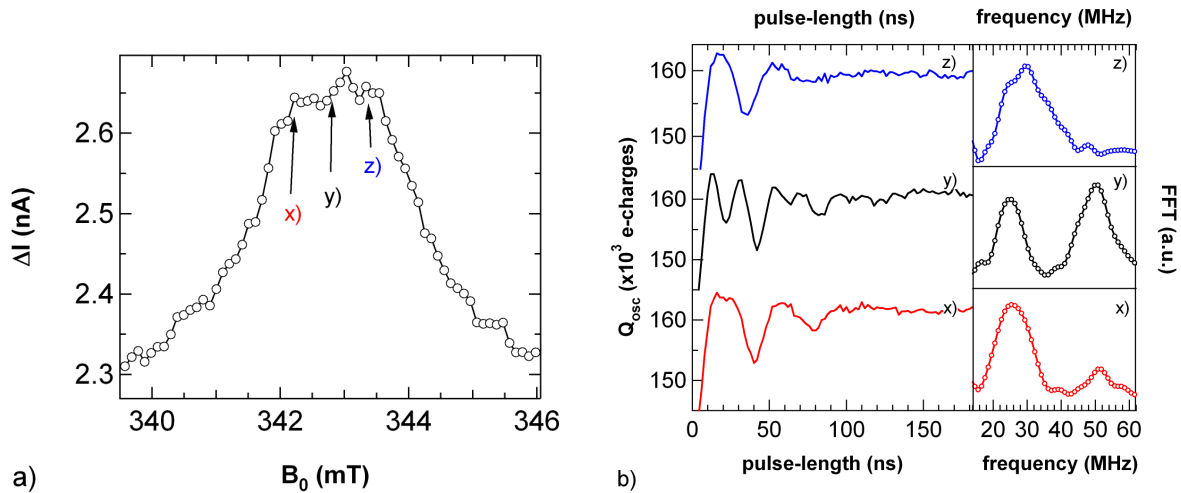 2.6
2.5
2.4
2.3
ΔI (nA)
x)
y)
z)
340
342
344
346
B0 (mT)
a)
pulse-length (ns)
frequency (MHz)
160
150
160
150
160
150
Qosc (x10³ e-charges)
z)
y)
x)
z)
y)
x)
FFT (a.u.)
0
50
100
150
20
30
40
50
60
pulse-length (ns)
frequency (MHz)
b)